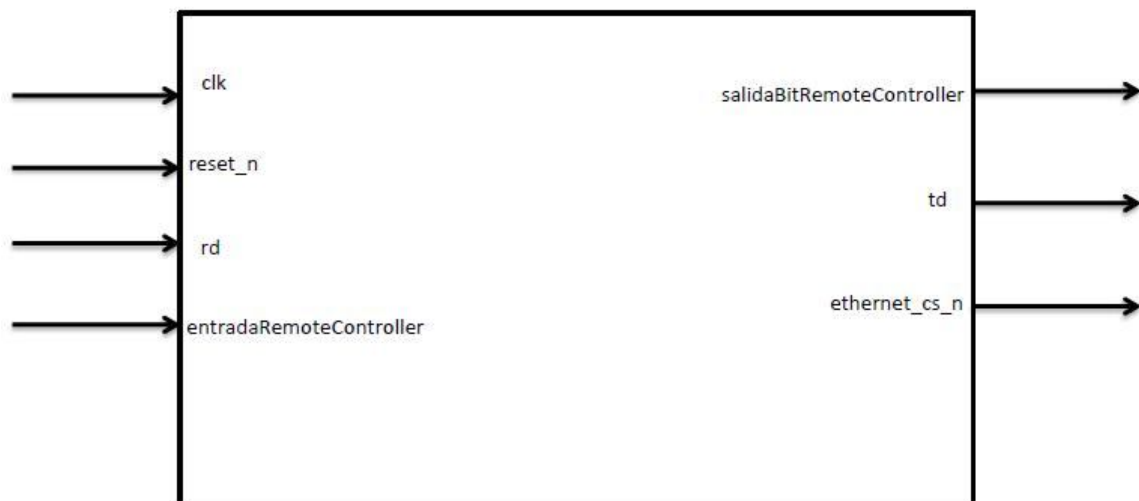 clk
reset_n
rd
entradaRemoteController
salidaBitRemoteController
td
ethernet_cs_n